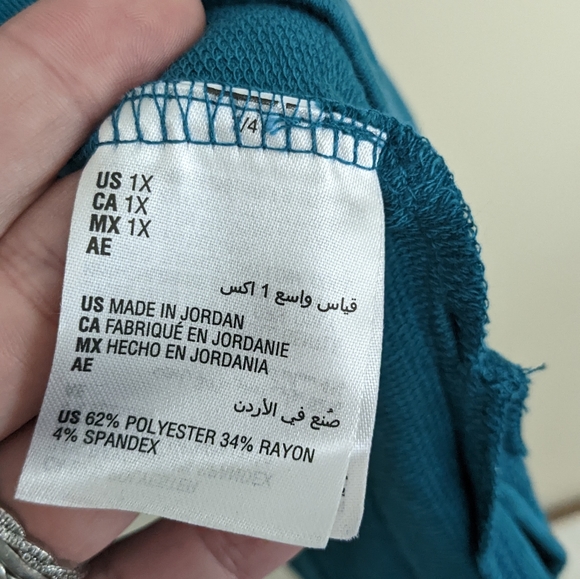 /4
US 1X
CA 1X
MX 1X
AE
قياس واسع 1 اكس
US MADE IN JORDAN
CA FABRIQUÉ EN JORDANIE
MX HECHO EN JORDANIA
AE
صُنع في الأردن
US 62% POLYESTER 34% RAYON
4% SPANDEX